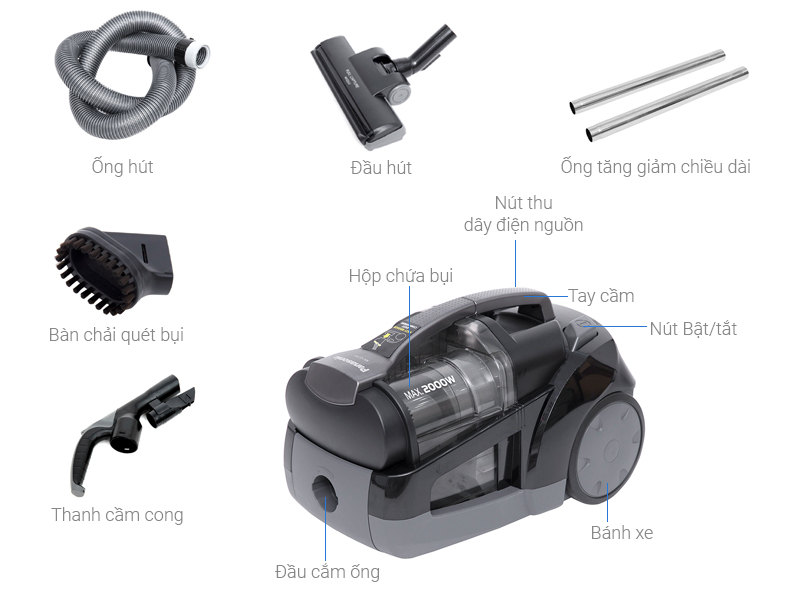 Ống hút
Đầu hút
Ống tăng giảm chiều dài
Nút thu
dây điện nguồn
Hộp chứa bụi
Tay cầm
Nút Bật/tắt
Bàn chải quét bụi
Panasonic
MAX. 2000W
Thanh cầm cong
Bánh xe
Đầu cắm ống